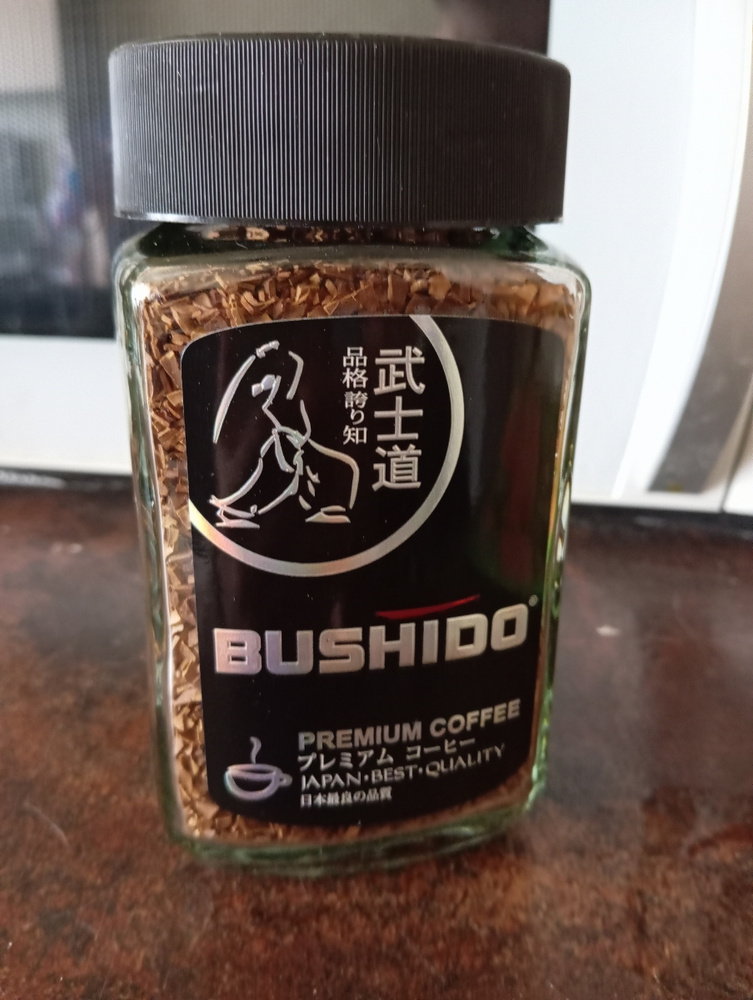 武士道
品格 誇り知
BUSHIDO®
PREMIUM COFFEE
プレミアム コーヒー
JAPAN・BEST・QUALITY
日本最良の品質